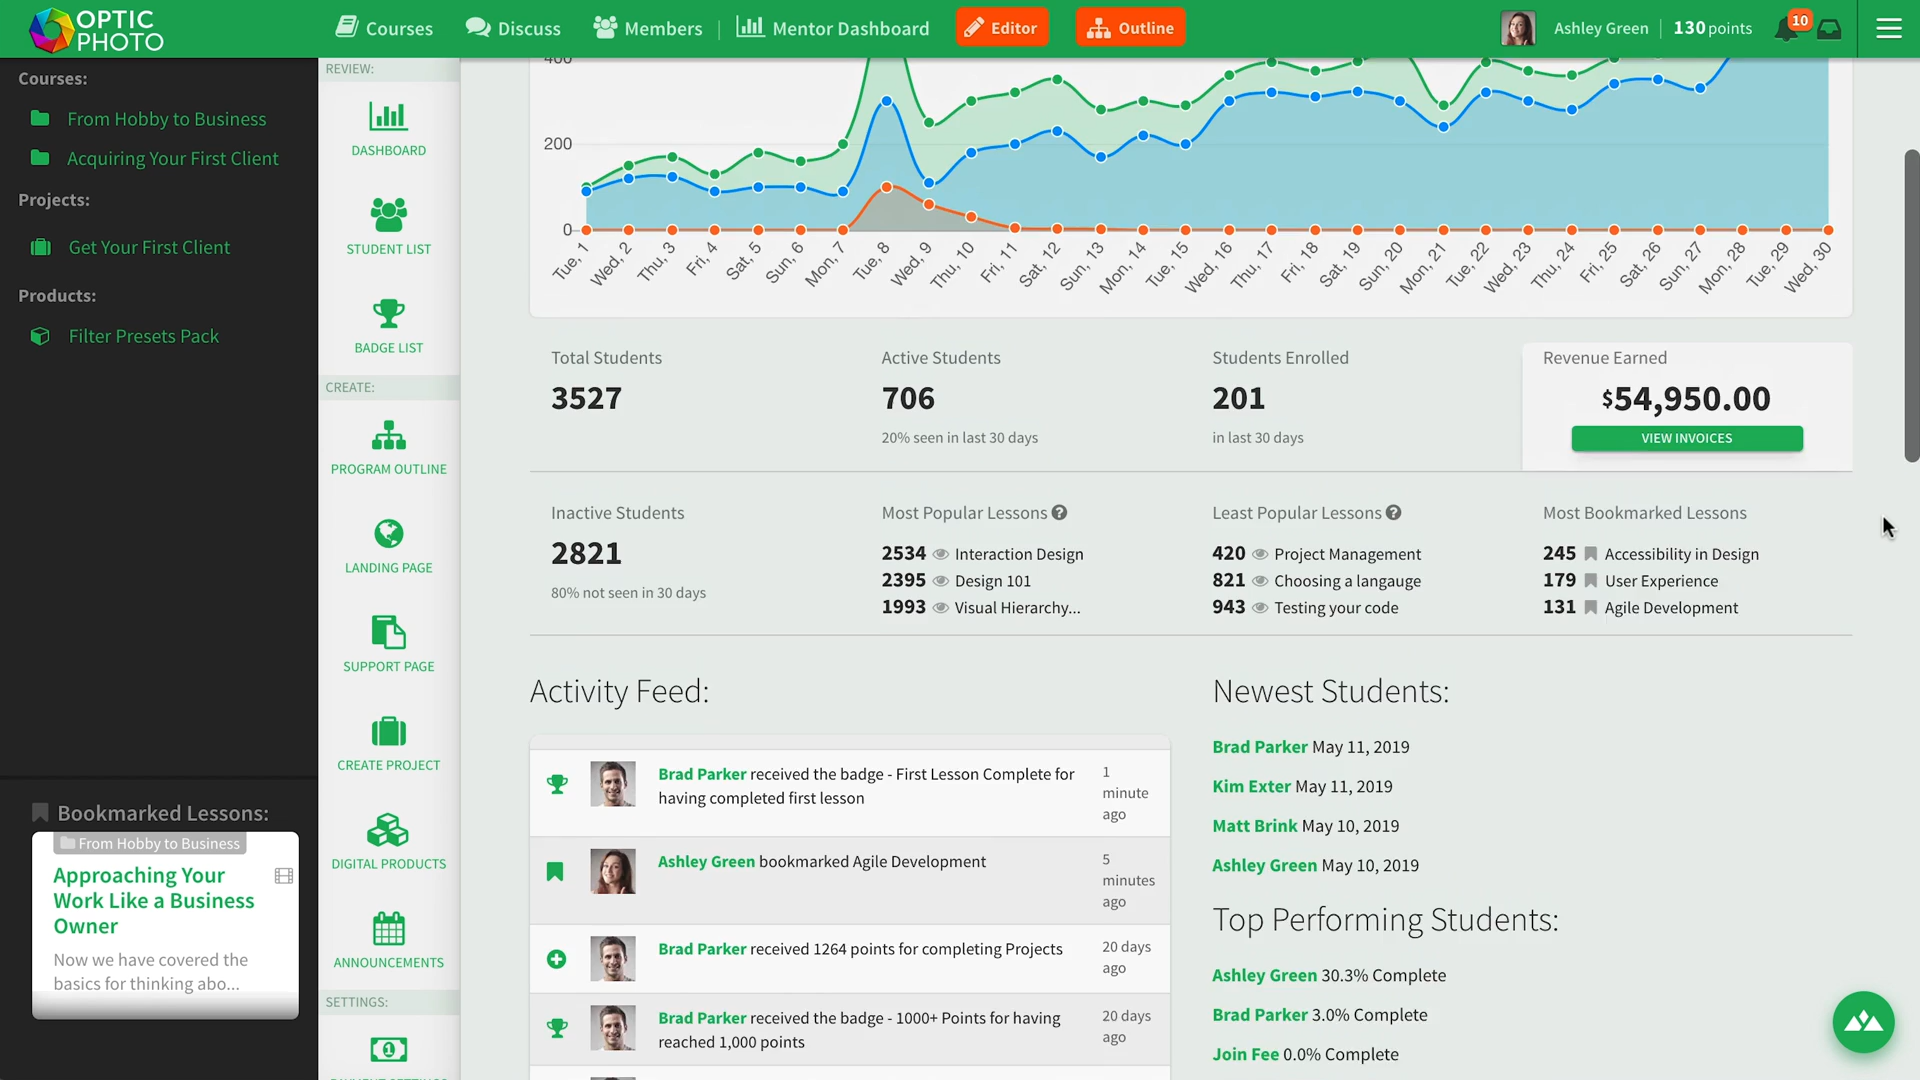 OPTIC
PHOTO
Courses
Discuss
Members
Mentor Dashboard
Editor
Outline
Ashley Green
130 points
10
Courses:
From Hobby to Business
Acquiring Your First Client
Projects:
Get Your First Client
Products:
Filter Presets Pack
Bookmarked Lessons:
From Hobby to Business
Approaching Your
Work Like a Business
Owner
Now we have covered the
basics for thinking abo...
REVIEW:
DASHBOARD
STUDENT LIST
BADGE LIST
CREATE:
PROGRAM OUTLINE
LANDING PAGE
SUPPORT PAGE
CREATE PROJECT
DIGITAL PRODUCTS
ANNOUNCEMENTS
SETTINGS:
400
200
0
Tue, 1
Wed, 2
Thu, 3
Fri, 4
Sat, 5
Sun, 6
Mon, 7
Tue, 8
Wed, 9
Thu, 10
Fri, 11
Sat, 12
Sun, 13
Mon, 14
Tue, 15
Wed, 16
Thu, 17
Fri, 18
Sat, 19
Sun, 20
Mon, 21
Tue, 22
Wed, 23
Thu, 24
Fri, 25
Sat, 26
Sun, 27
Mon, 28
Tue, 29
Wed, 30
Total Students
3527
Active Students
706
20% seen in last 30 days
Students Enrolled
201
in last 30 days
Revenue Earned
$54,950.00
VIEW INVOICES
Inactive Students
2821
80% not seen in 30 days
Most Popular Lessons
2534 Interaction Design
2395 Design 101
1993 Visual Hierarchy...
Least Popular Lessons
420 Project Management
821 Choosing a langauge
943 Testing your code
Most Bookmarked Lessons
245 Accessibility in Design
179 User Experience
131 Agile Development
Activity Feed:
Brad Parker received the badge - First Lesson Complete for
having completed first lesson
1
minute
ago
Ashley Green bookmarked Agile Development
5
minutes
ago
Brad Parker received 1264 points for completing Projects
20 days
ago
Brad Parker received the badge - 1000+ Points for having
reached 1,000 points
20 days
ago
Newest Students:
Brad Parker May 11, 2019
Kim Exter May 11, 2019
Matt Brink May 10, 2019
Ashley Green May 10, 2019
Top Performing Students:
Ashley Green 30.3% Complete
Brad Parker 3.0% Complete
Join Fee 0.0% Complete